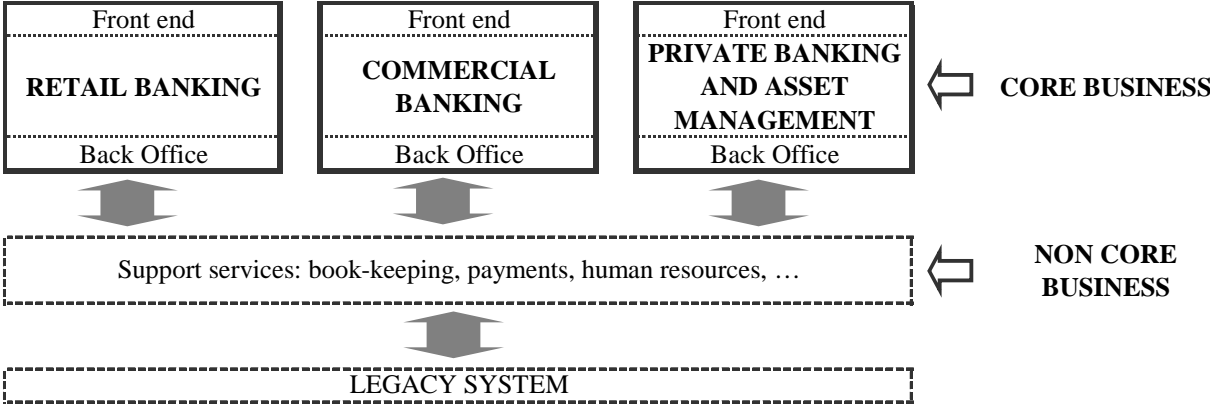 Front end
RETAIL BANKING
Back Office
Front end
COMMERCIAL
BANKING
Back Office
Front end
PRIVATE BANKING
AND ASSET
MANAGEMENT
Back Office
CORE BUSINESS
Support services: book-keeping, payments, human resources, …
NON CORE
BUSINESS
LEGACY SYSTEM